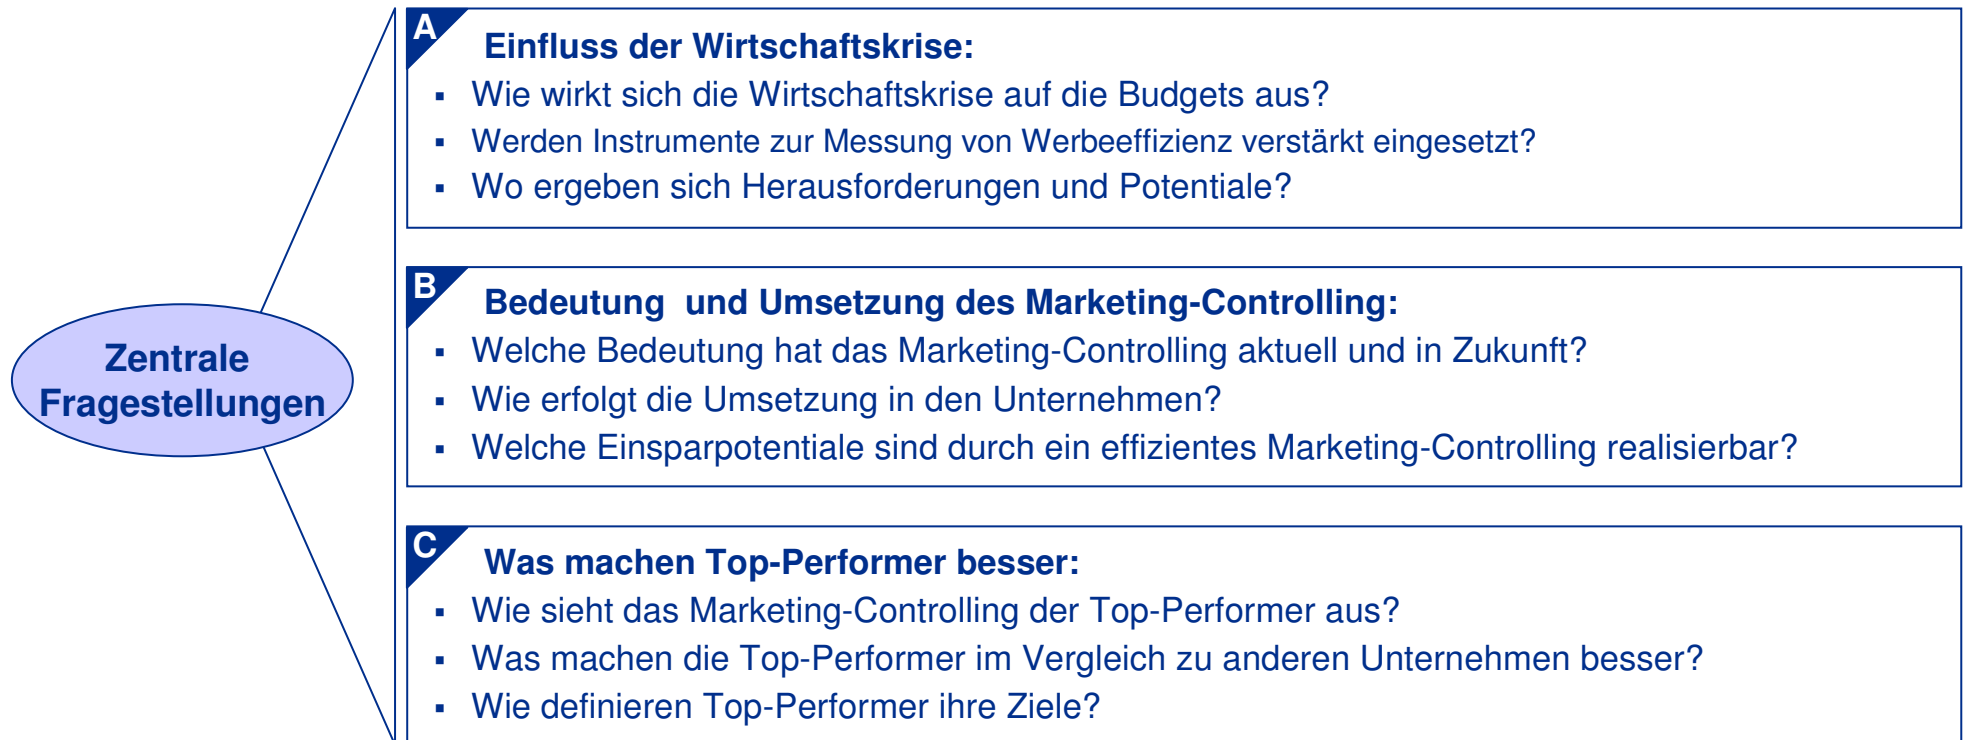 Zentrale
Fragestellungen
A
Einfluss der Wirtschaftskrise:
▪ Wie wirkt sich die Wirtschaftskrise auf die Budgets aus?
▪ Werden Instrumente zur Messung von Werbeeffizienz verstärkt eingesetzt?
▪ Wo ergeben sich Herausforderungen und Potentiale?
B
Bedeutung  und Umsetzung des Marketing-Controlling:
▪ Welche Bedeutung hat das Marketing-Controlling aktuell und in Zukunft?
▪ Wie erfolgt die Umsetzung in den Unternehmen?
▪ Welche Einsparpotentiale sind durch ein effizientes Marketing-Controlling realisierbar?
C
Was machen Top-Performer besser:
▪ Wie sieht das Marketing-Controlling der Top-Performer aus?
▪ Was machen die Top-Performer im Vergleich zu anderen Unternehmen besser?
▪ Wie definieren Top-Performer ihre Ziele?